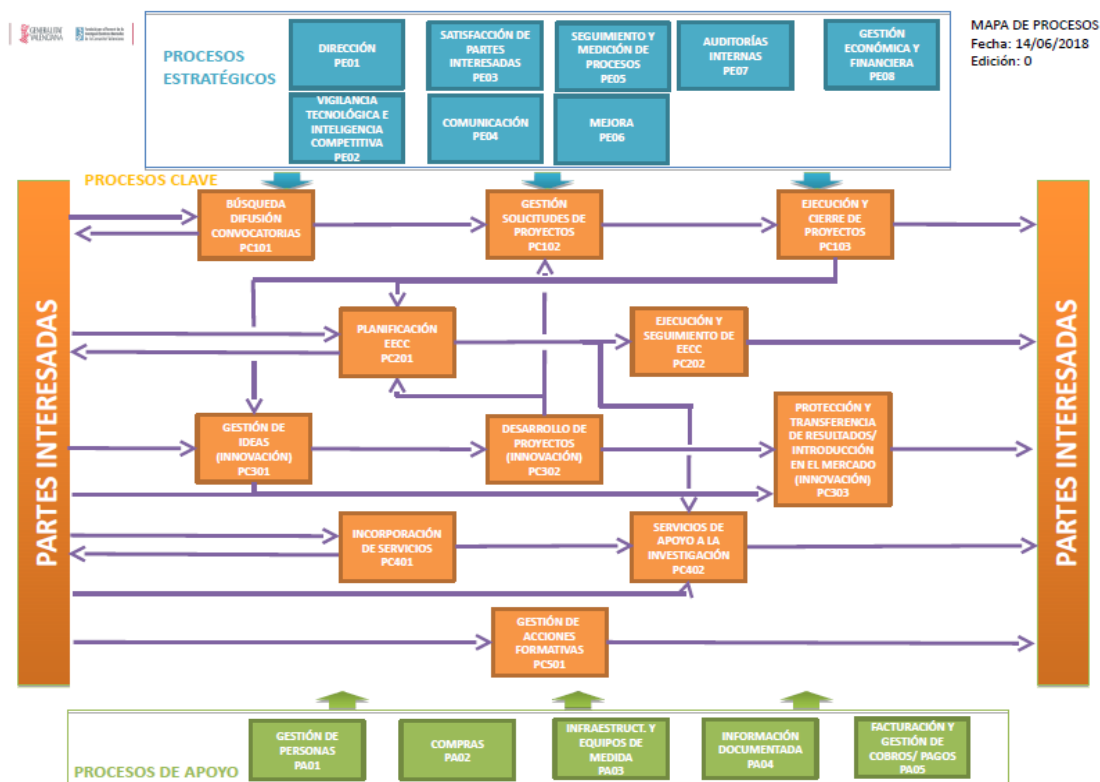 GENERALITAT
VALENCIANA
MAPA DE PROCESOS
Fecha: 14/06/2018
Edición: 0
PROCESOS
ESTRATÉGICOS
DIRECCIÓN
PE01
SATISFACCIÓN DE
PARTES
INTERESADAS
PE03
SEGUIMIENTO Y
MEDICIÓN DE
PROCESOS
PE05
AUDITORÍAS
INTERNAS
PE07
GESTIÓN
ECONÓMICA Y
FINANCIERA
PE08
VIGILANCIA
TECNOLÓGICA E
INTELIGENCIA
COMPETITIVA
PE02
COMUNICACIÓN
PE04
MEJORA
PE06
PROCESOS CLAVE
PARTES INTERESADAS
BÚSQUEDA
DIFUSIÓN
CONVOCATORIAS
PC101
GESTIÓN
SOLICITUDES DE
PROYECTOS
PC102
EJECUCIÓN Y
CIERRE DE
PROYECTOS
PC103
PLANIFICACIÓN
EECC
PC201
EJECUCIÓN Y
SEGUIMIENTO DE
EECC
PC202
GESTIÓN DE
IDEAS
(INNOVACIÓN)
PC301
DESARROLLO DE
PROYECTOS
(INNOVACIÓN)
PC302
PROTECCIÓN Y
TRANSFERENCIA
DE RESULTADOS/
INTRODUCCIÓN
EN EL MERCADO
(INNOVACIÓN)
PC303
INCORPORACIÓN
DE SERVICIOS
PC401
SERVICIOS DE
APOYO A LA
INVESTIGACIÓN
PC402
GESTIÓN DE
ACCIONES
FORMATIVAS
PC501
PARTES INTERESADAS
PROCESOS DE APOYO
GESTIÓN DE
PERSONAS
PA01
COMPRAS
PA02
INFRAESTRUCT. Y
EQUIPOS DE
MEDIDA
PA03
INFORMACIÓN
DOCUMENTADA
PA04
FACTURACIÓN Y
GESTIÓN DE
COBROS/ PAGOS
PA05